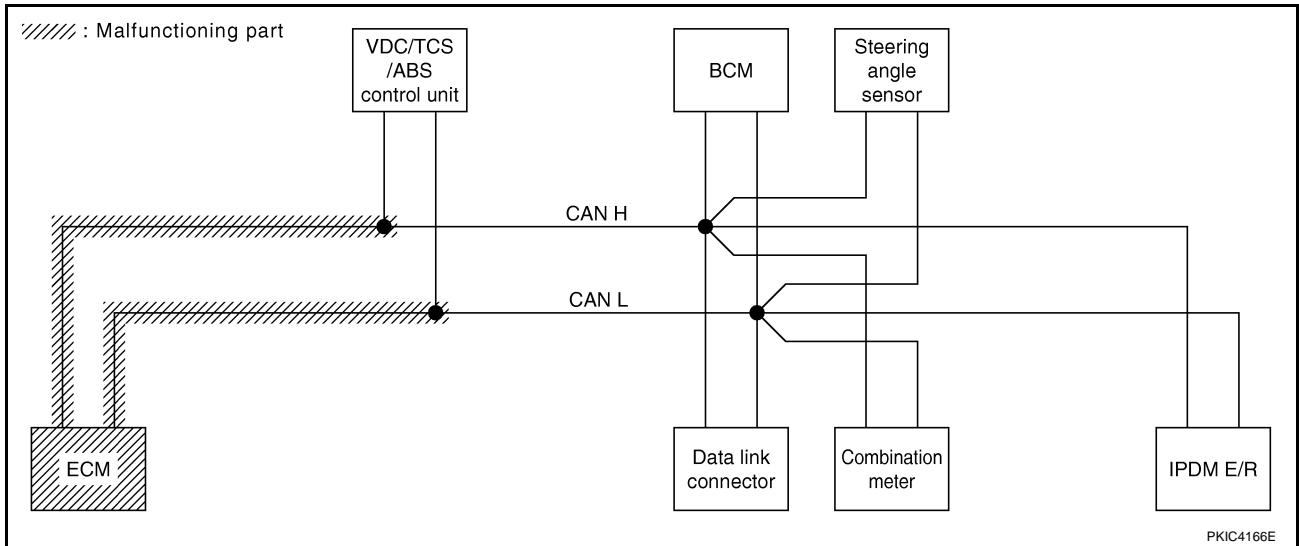 : Malfunctioning part
VDC/TCS
/ABS
control unit
BCM
Steering
angle
sensor
CAN H
CAN L
ECM
Data link
connector
Combination
meter
IPDM E/R
PKIC4166E